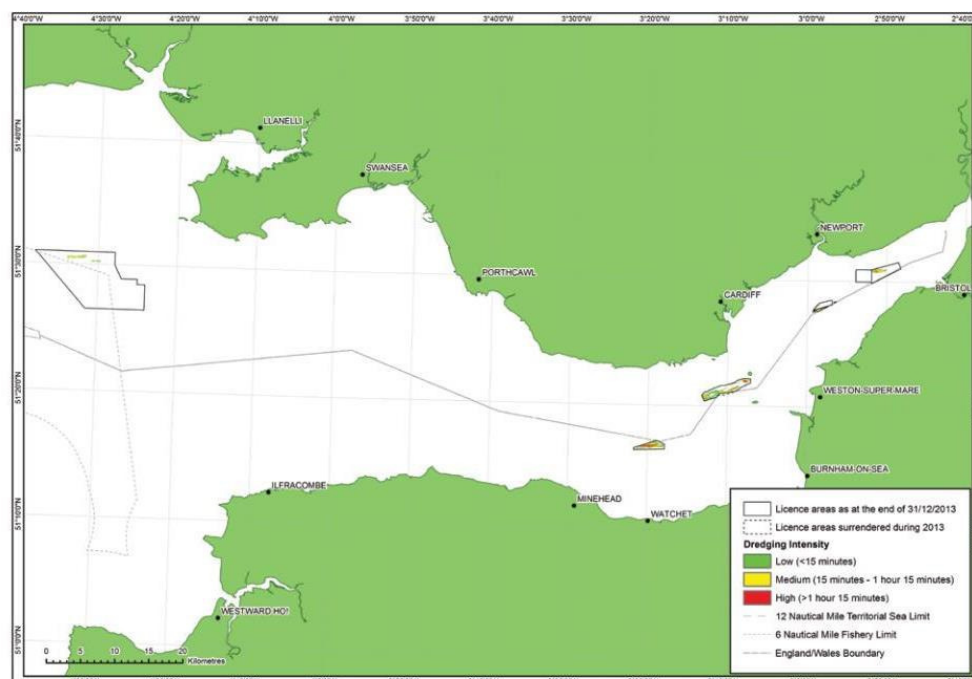 4°40'0"W 4°30'0"W 4°20'0"W 4°10'0"W 4°0'0"W 3°50'0"W 3°40'0"W 3°30'0"W 3°20'0"W 3°10'0"W 3°0'0"W 2°50'0"W 2°40'0
51°40'0"N
LLANELLI
SWANSEA
NEWPORT
51°30'0"N
PORTHCAWL
CARDIFF
BRISTOL
51°20'0"N
WESTON-SUPER-MARE
BURNHAM-ON-SEA
ILFRACOMBE
MINEHEAD
51°10'0"N
WATCHET
WESTWARD HO!
51°0'0"N
0 5 10 15 20
Kilometres
Licence areas as at the end of 31/12/2013
Licence areas surrendered during 2013
Dredging Intensity
Low (<15 minutes)
Medium (15 minutes - 1 hour 15 minutes)
High (>1 hour 15 minutes)
12 Nautical Mile Territorial Sea Limit
6 Nautical Mile Fishery Limit
England/Wales Boundary